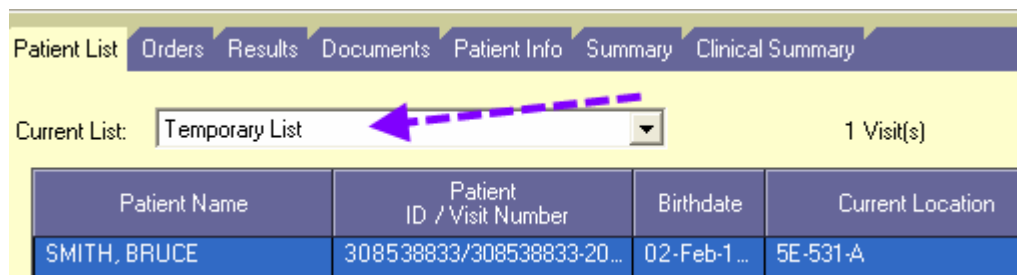 Patient List Orders Results Documents Patient Info Summary Clinical Summary
Current List: Temporary List 1 Visit(s)
Patient Name Patient ID / Visit Number Birthdate Current Location
SMITH, BRUCE 308538833/308538833-20... 02-Feb-1... 5E-531-A